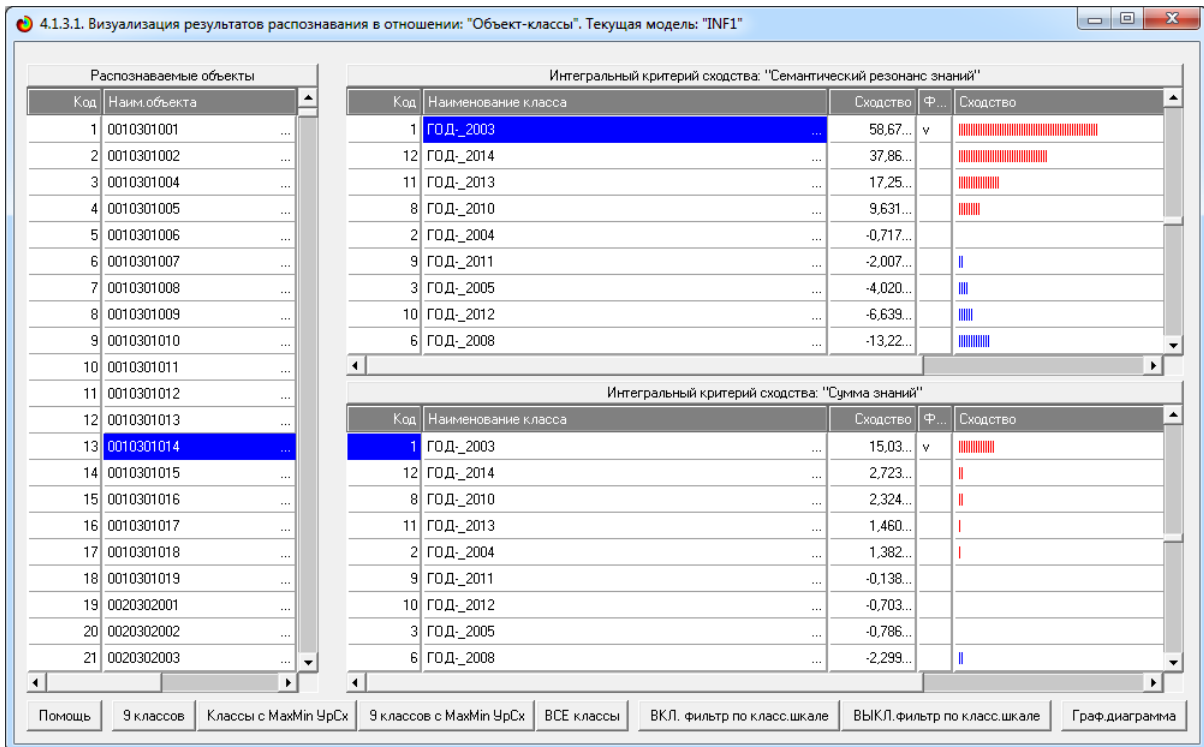 4.1.3.1. Визуализация результатов распознавания в отношении: "Объект-классы". Текущая модель: "INF1"
Распознаваемые объекты
Код Наим.объекта
1 0010301001 ...
2 0010301002 ...
3 0010301004 ...
4 0010301005 ...
5 0010301006 ...
6 0010301007 ...
7 0010301008 ...
8 0010301009 ...
9 0010301010 ...
10 0010301011 ...
11 0010301012 ...
12 0010301013 ...
13 0010301014 ...
14 0010301015 ...
15 0010301016 ...
16 0010301017 ...
17 0010301018 ...
18 0010301019 ...
19 0020302001 ...
20 0020302002 ...
21 0020302003 ...
Интегральный критерий сходства: "Семантический резонанс знаний"
Код Наименование класса Сходство Ф... Сходство
1 ГОД-_2003 ... 58,67... v
12 ГОД-_2014 ... 37,86...
11 ГОД-_2013 ... 17,25...
8 ГОД-_2010 ... 9,631...
2 ГОД-_2004 ... -0,717...
9 ГОД-_2011 ... -2,007...
3 ГОД-_2005 ... -4,020...
10 ГОД-_2012 ... -6,639...
6 ГОД-_2008 ... -13,22...
Интегральный критерий сходства: "Сумма знаний"
Код Наименование класса Сходство Ф... Сходство
1 ГОД-_2003 ... 15,03... v
12 ГОД-_2014 ... 2,723...
8 ГОД-_2010 ... 2,324...
11 ГОД-_2013 ... 1,460...
2 ГОД-_2004 ... 1,382...
9 ГОД-_2011 ... -0,138...
10 ГОД-_2012 ... -0,703...
3 ГОД-_2005 ... -0,786...
6 ГОД-_2008 ... -2,299...
Помощь 9 классов Классы с MaxMin УрСх 9 классов с MaxMin УрСх ВСЕ классы ВКЛ. фильтр по класс.шкале ВЫКЛ.фильтр по класс.шкале Граф.диаграмма